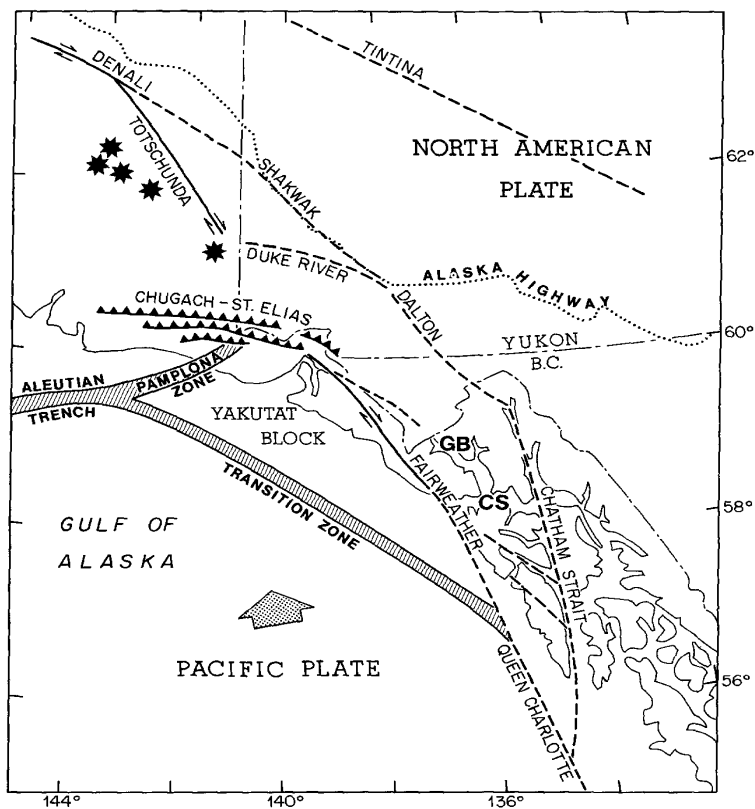 TINTINA
DENALI
TOTSCHUNDA
NORTH AMERICAN
PLATE
62°
SHAKWAK
DUKE RIVER
ALASKA HIGHWAY
CHUGACH-ST. ELIAS
DALTON
60°
YUKON
B.C.
ALEUTIAN
TRENCH
PAMPLONA
ZONE
YAKUTAT
BLOCK
GB
FAIRWEATHER
CS
CHATHAM STRAIT
58°
TRANSITION
ZONE
GULF OF
ALASKA
PACIFIC PLATE
QUEEN CHARLOTTE
56°
144°
140°
136°